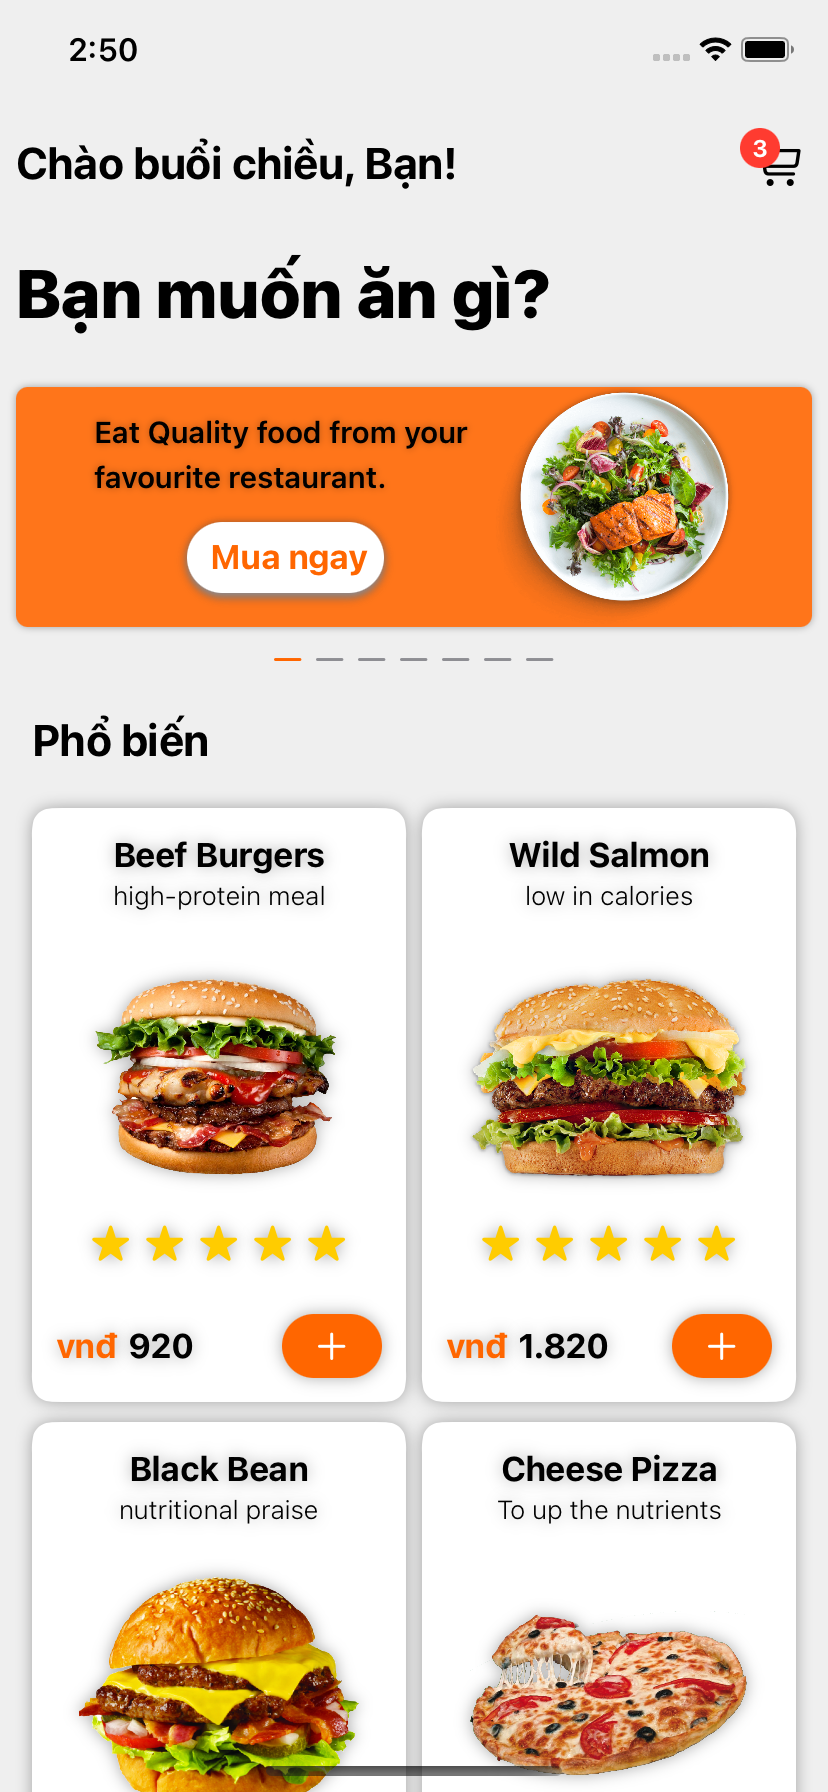 2:50
Chào buổi chiều, Bạn!
3
Bạn muốn ăn gì?
Eat Quality food from your
favourite restaurant.
Mua ngay
Phổ biến
Beef Burgers
high-protein meal
vnđ 920
Wild Salmon
low in calories
vnđ 1.820
Black Bean
nutritional praise
Cheese Pizza
To up the nutrients